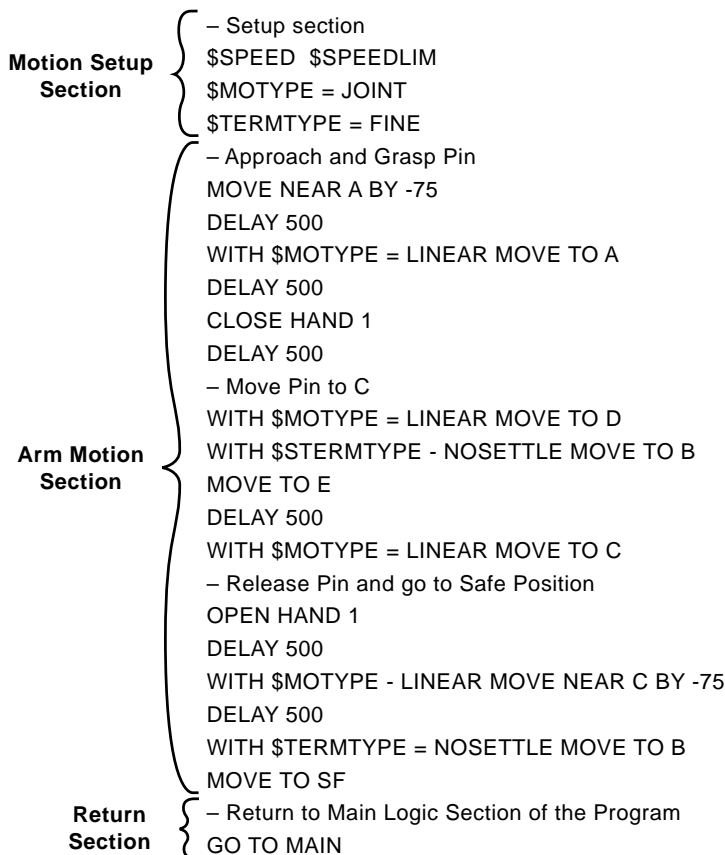 Motion Setup
Section
– Setup section
$SPEED  $SPEEDLIM
$MOTYPE = JOINT
$TERMTYPE = FINE
Arm Motion
Section
– Approach and Grasp Pin
MOVE NEAR A BY -75
DELAY 500
WITH $MOTYPE = LINEAR MOVE TO A
DELAY 500
CLOSE HAND 1
DELAY 500
– Move Pin to C
WITH $MOTYPE = LINEAR MOVE TO D
WITH $STERMTYPE - NOSETTLE MOVE TO B
MOVE TO E
DELAY 500
WITH $MOTYPE = LINEAR MOVE TO C
– Release Pin and go to Safe Position
OPEN HAND 1
DELAY 500
WITH $MOTYPE - LINEAR MOVE NEAR C BY -75
DELAY 500
WITH $TERMTYPE = NOSETTLE MOVE TO B
MOVE TO SF
Return
Section
– Return to Main Logic Section of the Program
GO TO MAIN